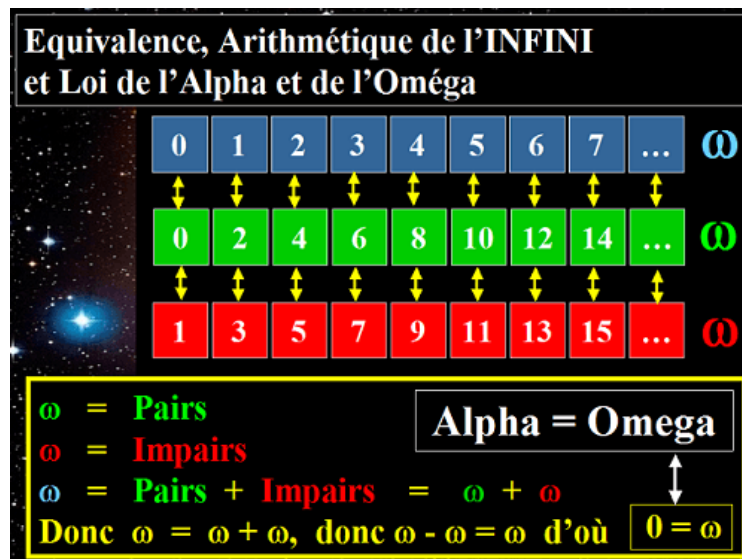 Equivalence, Arithmétique de l'INFINI
et Loi de l'Alpha et de l'Oméga
0 1 2 3 4 5 6 7 ... ω
0 2 4 6 8 10 12 14 ... ω
1 3 5 7 9 11 13 15 ... ω
ω = Pairs
ω = Impairs
ω = Pairs + Impairs = ω + ω
Donc ω = ω + ω, donc ω - ω = ω d'où
Alpha = Omega
0 = ω